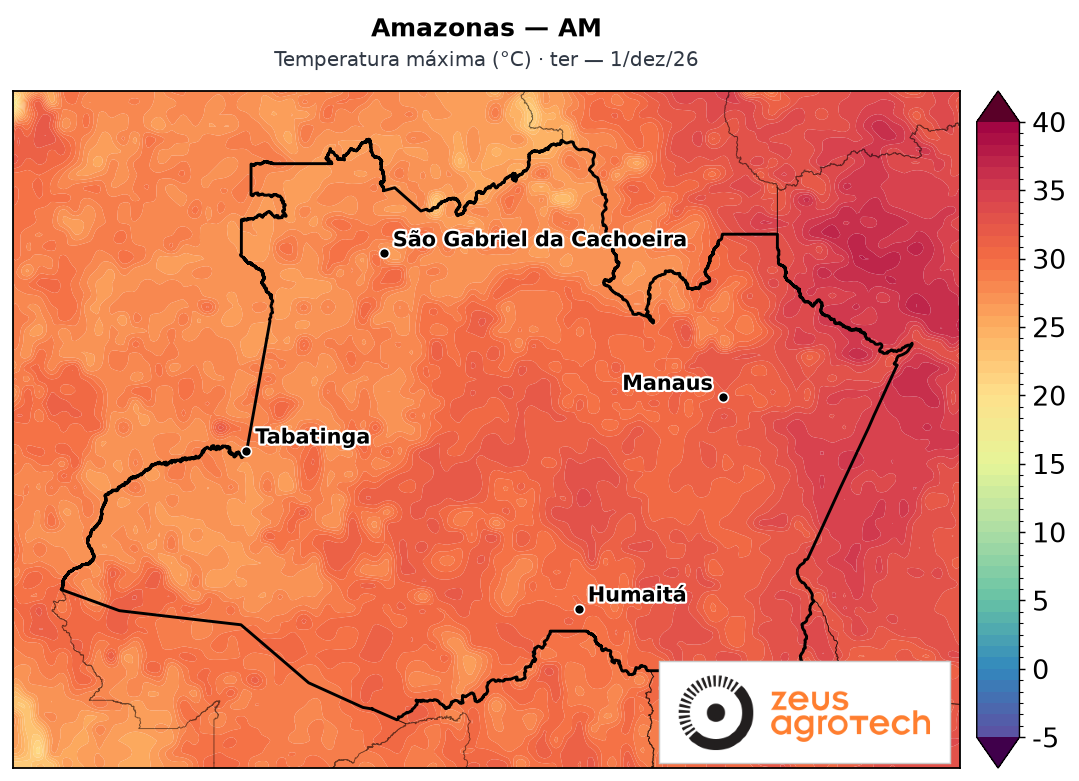 Amazonas — AM
Temperatura máxima (°C) · ter — 1/dez/26
40
35
30
25
20
15
10
5
0
-5
São Gabriel da Cachoeira
Manaus
Tabatinga
Humaitá
zeus
agrotech